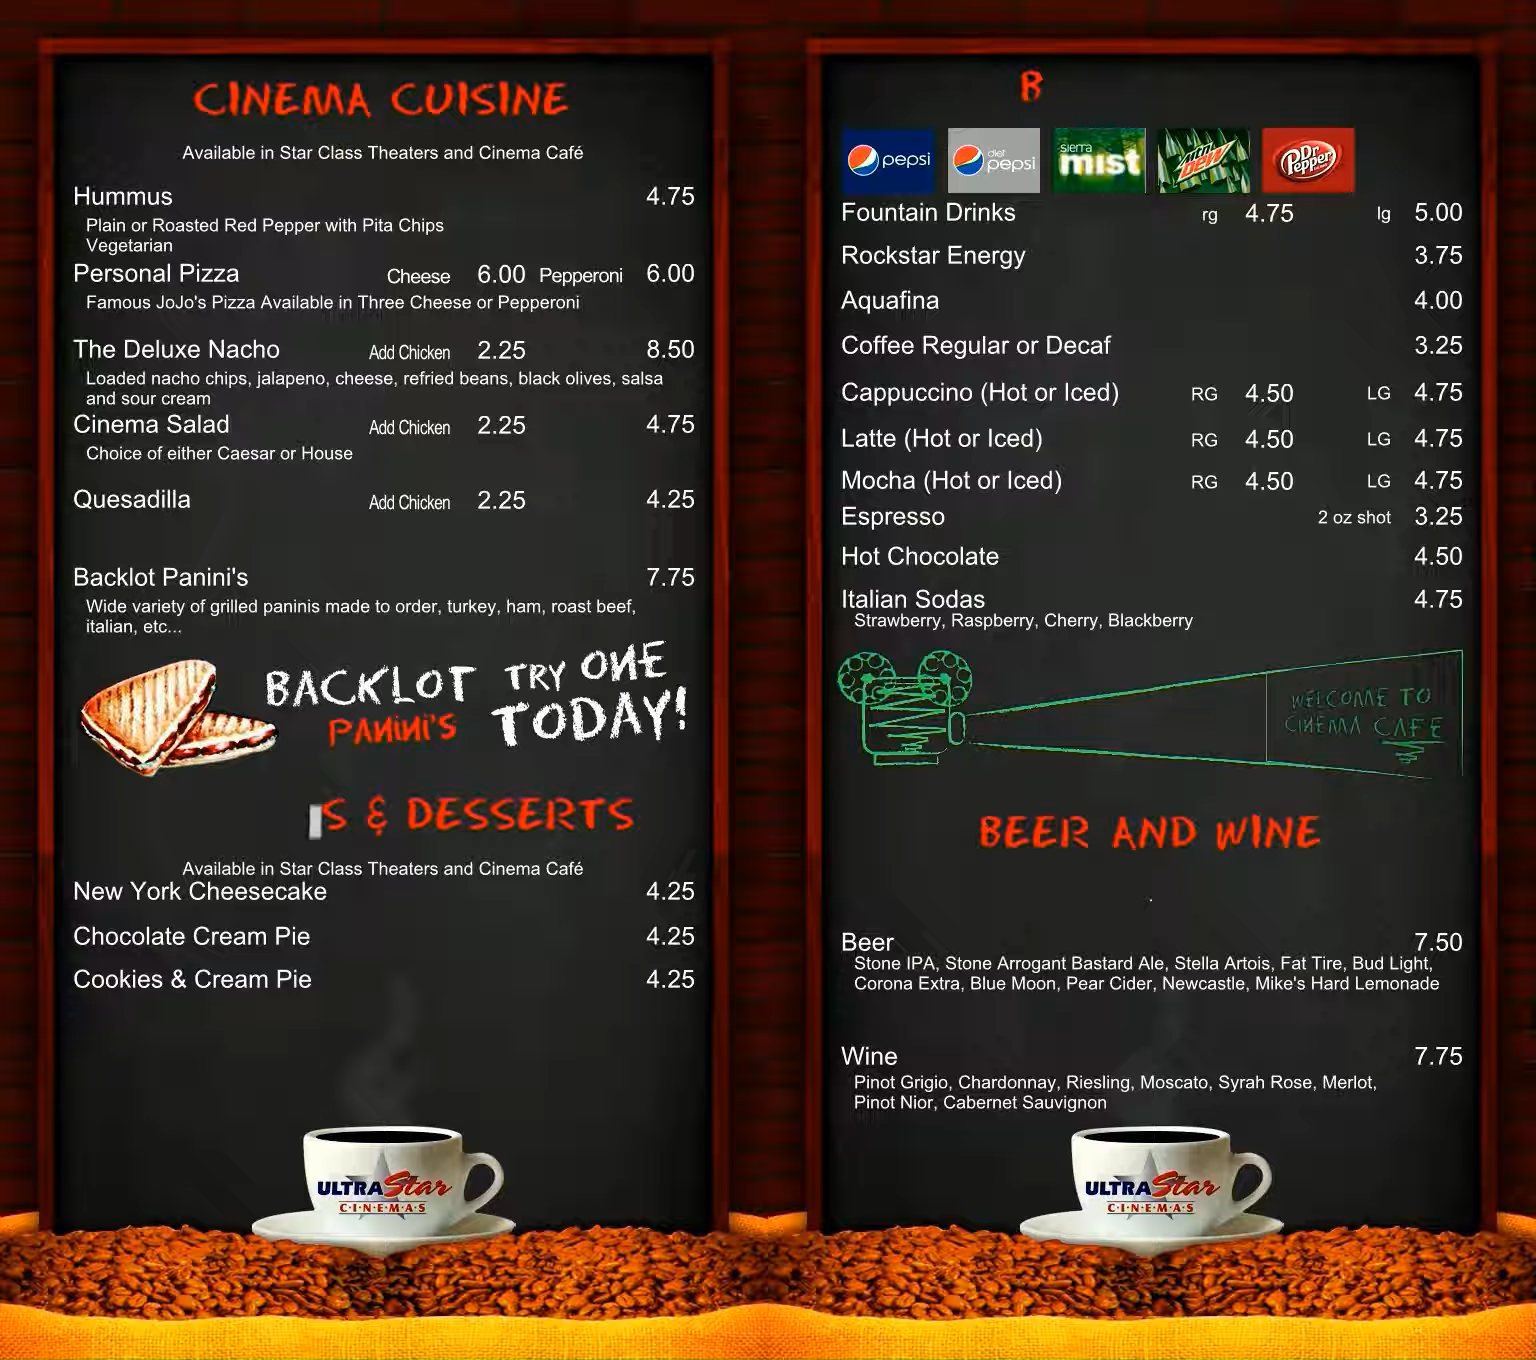 CINEMA CUISINE
Available in Star Class Theaters and Cinema Café
Hummus 4.75
Plain or Roasted Red Pepper with Pita Chips
Vegetarian
Personal Pizza Cheese 6.00 Pepperoni 6.00
Famous JoJo's Pizza Available in Three Cheese or Pepperoni
The Deluxe Nacho Add Chicken 2.25 8.50
Loaded nacho chips, jalapeno, cheese, refried beans, black olives, salsa
and sour cream
Cinema Salad Add Chicken 2.25 4.75
Choice of either Caesar or House
Quesadilla Add Chicken 2.25 4.25
Backlot Panini's 7.75
Wide variety of grilled paninis made to order, turkey, ham, roast beef,
italian, etc...
BACKLOT TRY ONE
PANINI'S TODAY!
S & DESSERTS
Available in Star Class Theaters and Cinema Café
New York Cheesecake 4.25
Chocolate Cream Pie 4.25
Cookies & Cream Pie 4.25
ULTRAStar
C·I·N·E·M·A·S
B
pepsi diet pepsi sierra mist mtn DEW Dr Pepper
Fountain Drinks rg 4.75 lg 5.00
Rockstar Energy 3.75
Aquafina 4.00
Coffee Regular or Decaf 3.25
Cappuccino (Hot or Iced) RG 4.50 LG 4.75
Latte (Hot or Iced) RG 4.50 LG 4.75
Mocha (Hot or Iced) RG 4.50 LG 4.75
Espresso 2 oz shot 3.25
Hot Chocolate 4.50
Italian Sodas 4.75
Strawberry, Raspberry, Cherry, Blackberry
WELCOME TO
CINEMA CAFE
BEER AND WINE
Beer 7.50
Stone IPA, Stone Arrogant Bastard Ale, Stella Artois, Fat Tire, Bud Light,
Corona Extra, Blue Moon, Pear Cider, Newcastle, Mike's Hard Lemonade
Wine 7.75
Pinot Grigio, Chardonnay, Riesling, Moscato, Syrah Rose, Merlot,
Pinot Nior, Cabernet Sauvignon
ULTRAStar
C·I·N·E·M·A·S